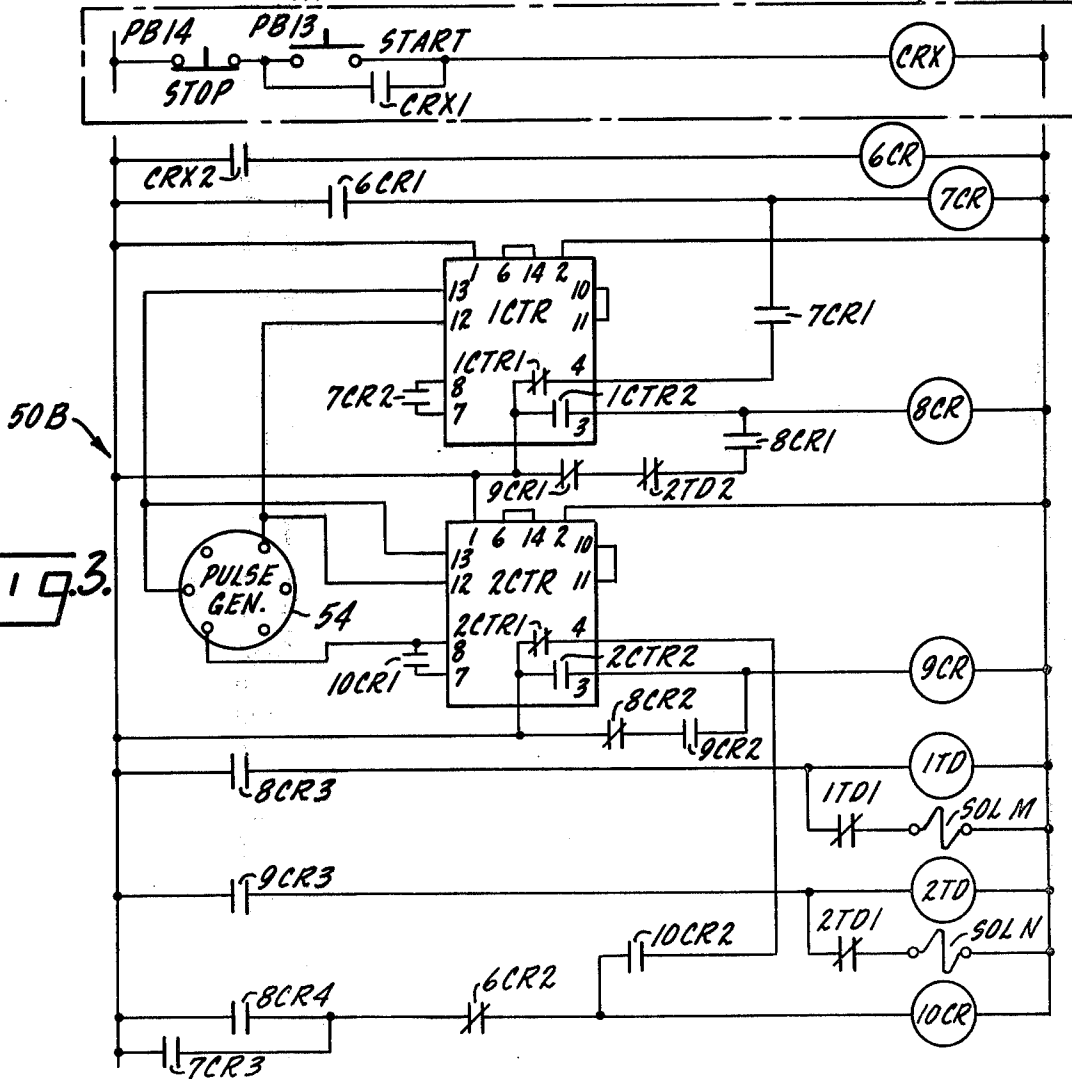 PB14 PB13 START CRX
STOP CRX1
CRX2 6CR
6CR1 7CR
1 6 14 2
13 10
1CTR
12 11
7CR1
1CTR1 4
8
7CR2 1CTR2 8CR
7 3
50B 8CR1
9CR1 2TD2
1 6 14 2
13 10
12 2CTR 11
PULSE GEN. 54
2CTR1 4
8 2CTR2 9CR
10CR1 7 3
8CR2
9CR2
8CR3 1TD
1TD1 SOL M
9CR3 2TD
2TD1 SOL N
10CR2
8CR4 6CR2 10CR
7CR3
19.3.